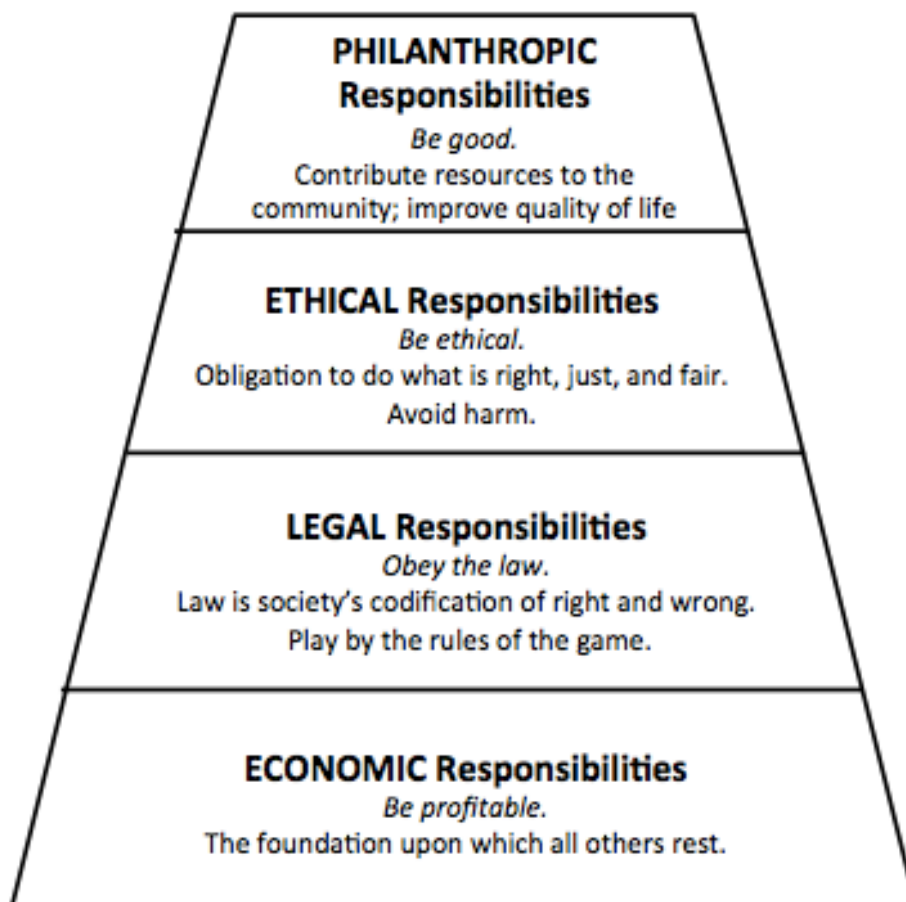 PHILANTHROPIC
Responsibilities
Be good.
Contribute resources to the
community; improve quality of life
ETHICAL Responsibilities
Be ethical.
Obligation to do what is right, just, and fair.
Avoid harm.
LEGAL Responsibilities
Obey the law.
Law is society’s codification of right and wrong.
Play by the rules of the game.
ECONOMIC Responsibilities
Be profitable.
The foundation upon which all others rest.